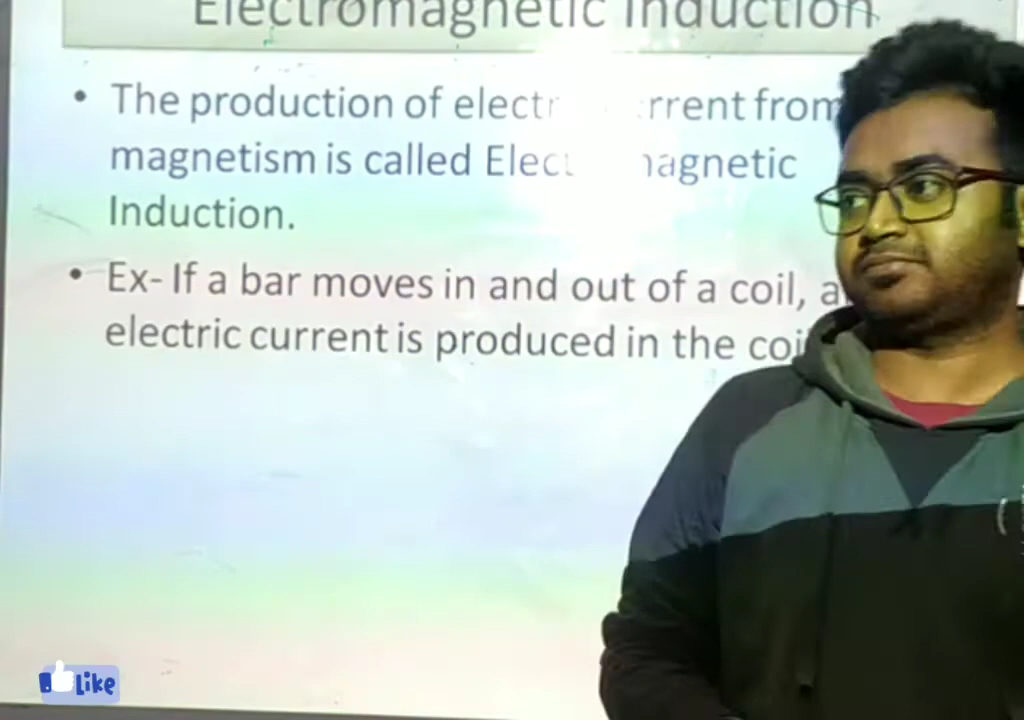 Electromagnetic Induction
• The production of electr rrent from
magnetism is called Elec agnetic
Induction.
• Ex- If a bar moves in and out of a coil, a
electric current is produced in the coi
Like